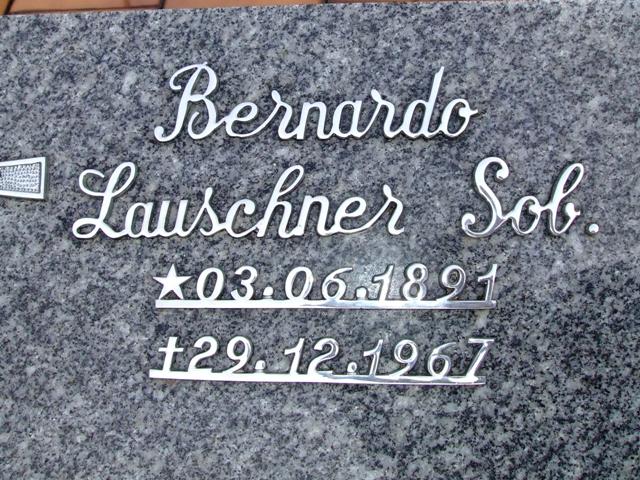 Bernardo
Lauschner Sob.
★03.06.1891
†29.12.1967